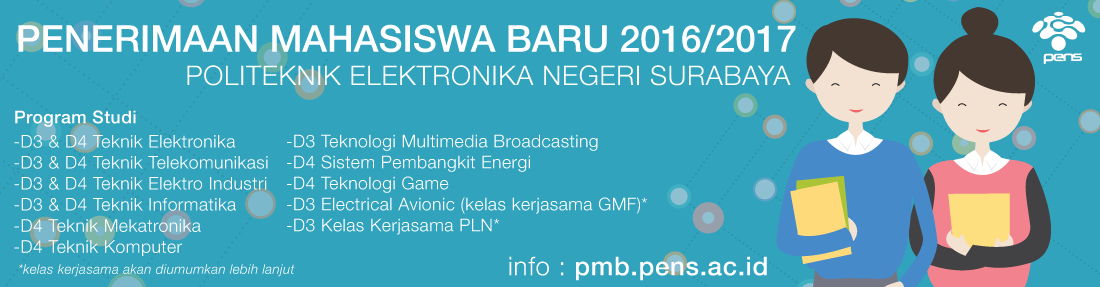 PENERIMAAN MAHASISWA BARU 2016/2017
POLITEKNIK ELEKTRONIKA NEGERI SURABAYA
pens
Program Studi
-D3 & D4 Teknik Elektronika
-D3 & D4 Teknik Telekomunikasi
-D3 & D4 Teknik Elektro Industri
-D3 & D4 Teknik Informatika
-D4 Teknik Mekatronika
-D4 Teknik Komputer
-D3 Teknologi Multimedia Broadcasting
-D4 Sistem Pembangkit Energi
-D4 Teknologi Game
-D3 Electrical Avionic (kelas kerjasama GMF)*
-D3 Kelas Kerjasama PLN*
*kelas kerjasama akan diumumkan lebih lanjut
info : pmb.pens.ac.id